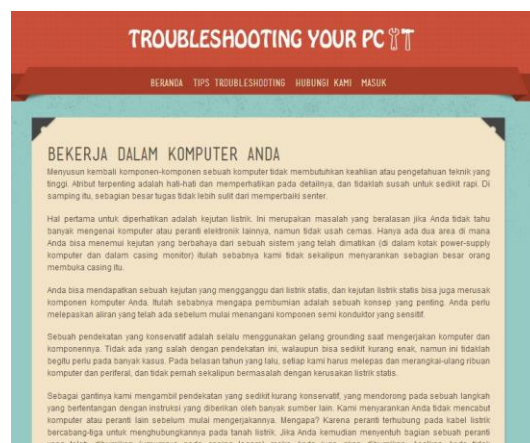 TROUBLESHOOTING YOUR PC
BERANDA TIPS TROUBLESHOOTING HUBUNGI KAMI MASUK
BEKERJA DALAM KOMPUTER ANDA
Menyusun kembali komponen-komponen sebuah komputer tidak membutuhkan keahlian atau pengetahuan teknik yang
tinggi. Atribut terpenting adalah hati-hati dan memperhatikan pada detailnya, dan tidaklah susah untuk sedikit rapi. Di
samping itu, sebagian besar tugas tidak lebih sulit dari memperbaiki senter.
Hal pertama untuk diperhatikan adalah kejutan listrik. Ini merupakan masalah yang beralasan jika Anda tidak tahu
banyak mengenai komputer atau peranti elektronik lainnya, namun tidak usah cemas. Hanya ada dua area di mana
Anda bisa menemui kejutan yang berbahaya dari sebuah sistem yang telah dimatikan (di dalam kotak power-supply
komputer dan dalam casing monitor) itulah sebabnya kami tidak sekalipun menyarankan sebagian besar orang
membuka casing itu.
Anda bisa mendapatkan sebuah kejutan yang mengganggu dari listrik statis, dan kejutan listrik statis bisa juga merusak
komponen komputer Anda. Itulah sebabnya mengapa pembumian adalah sebuah konsep yang penting. Anda perlu
melepaskan aliran yang telah ada sebelum mulai menangani komponen semi konduktor yang sensitif.
Sebuah pendekatan yang konservatif adalah selalu menggunakan gelang grounding saat mengerjakan komputer dan
komponennya. Tidak ada yang salah dengan pendekatan ini, walaupun bisa sedikit kurang enak, namun ini tidaklah
begitu perlu pada banyak kasus. Pada belasan tahun yang lalu, setiap kami harus melepas dan merangkai-ulang ribuan
komputer dan periferal, dan tidak pernah sekalipun bermasalah dengan kerusakan listrik statis.
Sebagai gantinya kami mengambil pendekatan yang sedikit kurang konservatif, yang mendorong sebuah langkah
yang bertentangan dengan instruksi yang diberikan oleh banyak sumber lain. Kami menyarankan Anda tidak mencabut
komputer atau peranti lain sebelum mulai mengerjakannya. Mengapa? Karena peranti terhubung pada kabel listrik
bercabang-tiga untuk menghubungkannya pada tanah listrik. Jika Anda kemudian menyentuh bagian sebuah peranti